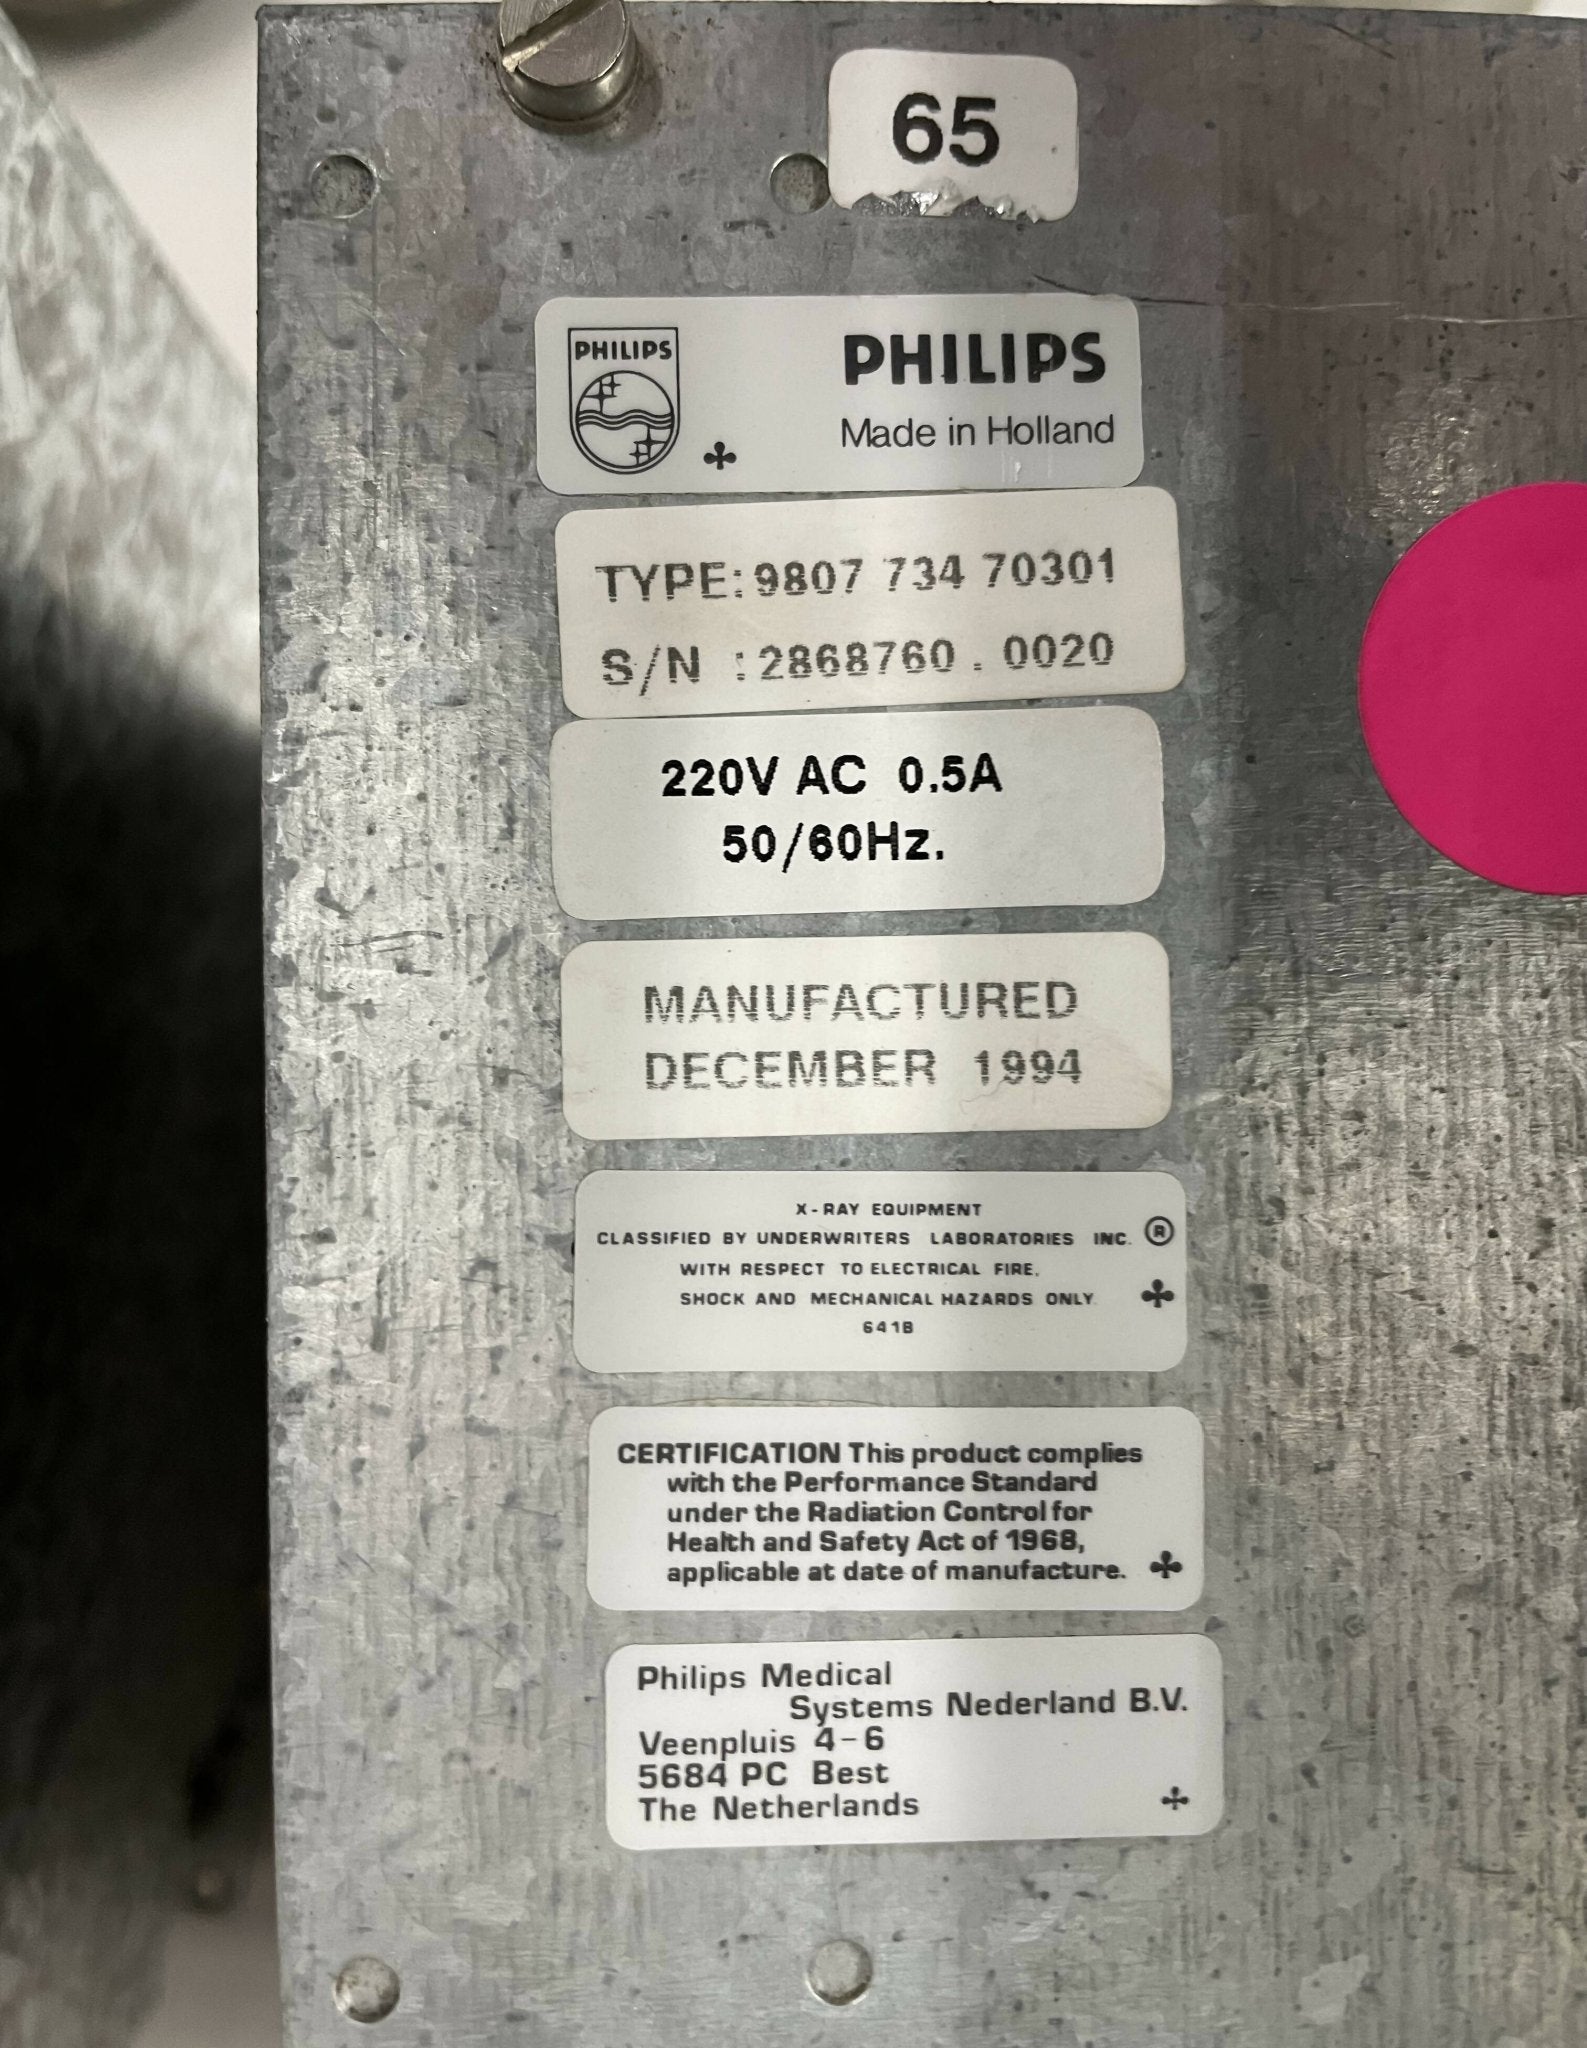 65
PHILIPS
PHILIPS
Made in Holland
TYPE: 9807 734 70301
S/N : 2868760 . 0020
220V AC 0.5A
50/60Hz.
MANUFACTURED
DECEMBER 1994
X-RAY EQUIPMENT
CLASSIFIED BY UNDERWRITERS LABORATORIES INC. ®
WITH RESPECT TO ELECTRICAL FIRE,
SHOCK AND MECHANICAL HAZARDS ONLY.
641B
CERTIFICATION This product complies
with the Performance Standard
under the Radiation Control for
Health and Safety Act of 1968,
applicable at date of manufacture.
Philips Medical
Systems Nederland B.V.
Veenpluis 4-6
5684 PC Best
The Netherlands